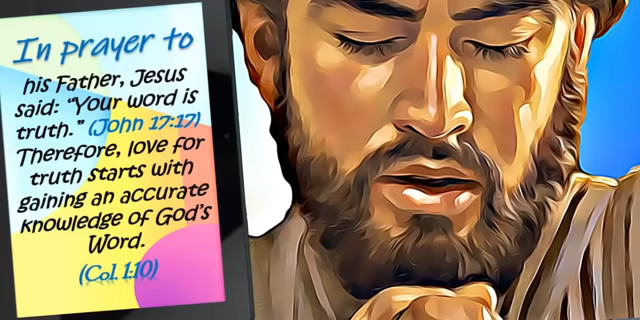 In prayer to
his Father, Jesus
said: “Your word is
truth.” (John 17:17)
Therefore, love for
truth starts with
gaining an accurate
knowledge of God’s
Word.
(Col. 1:10)